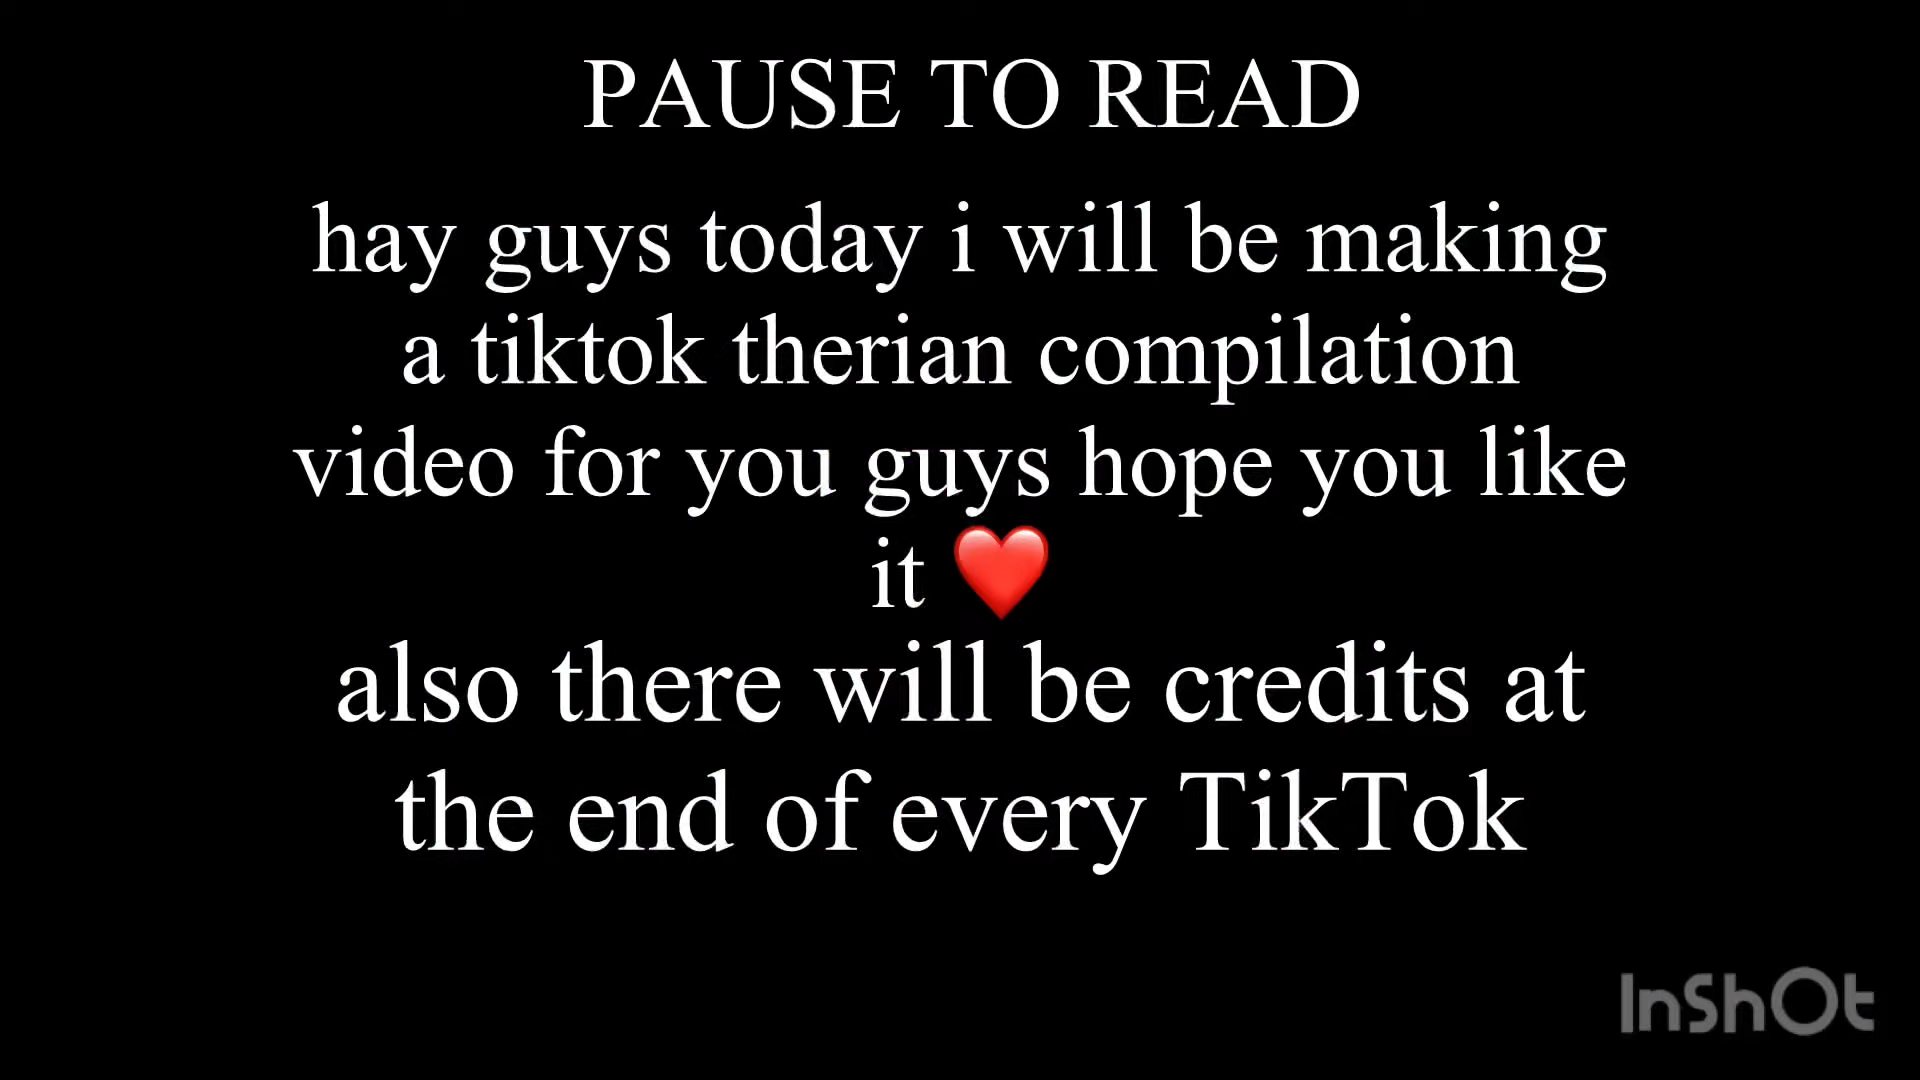 PAUSE TO READ
hay guys today i will be making
a tiktok therian compilation
video for you guys hope you like
it ❤️
also there will be credits at
the end of every TikTok
InShOt